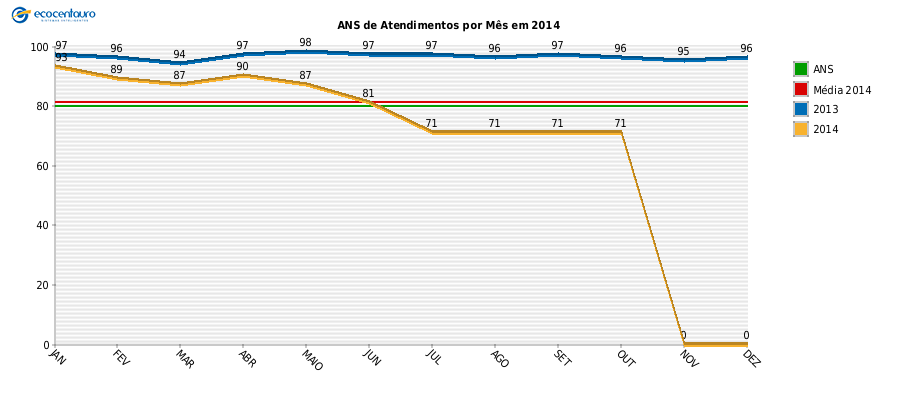 ecocentauro
ANS de Atendimentos por Mês em 2014
100
80
60
40
20
0
97 96 94 97 98 97 97 96 97 96 95 96
93 89 87 90 87 81 71 71 71 71 0 0
JAN FEV MAR ABR MAIO JUN JUL AGO SET OUT NOV DEZ
ANS
Média 2014
2013
2014